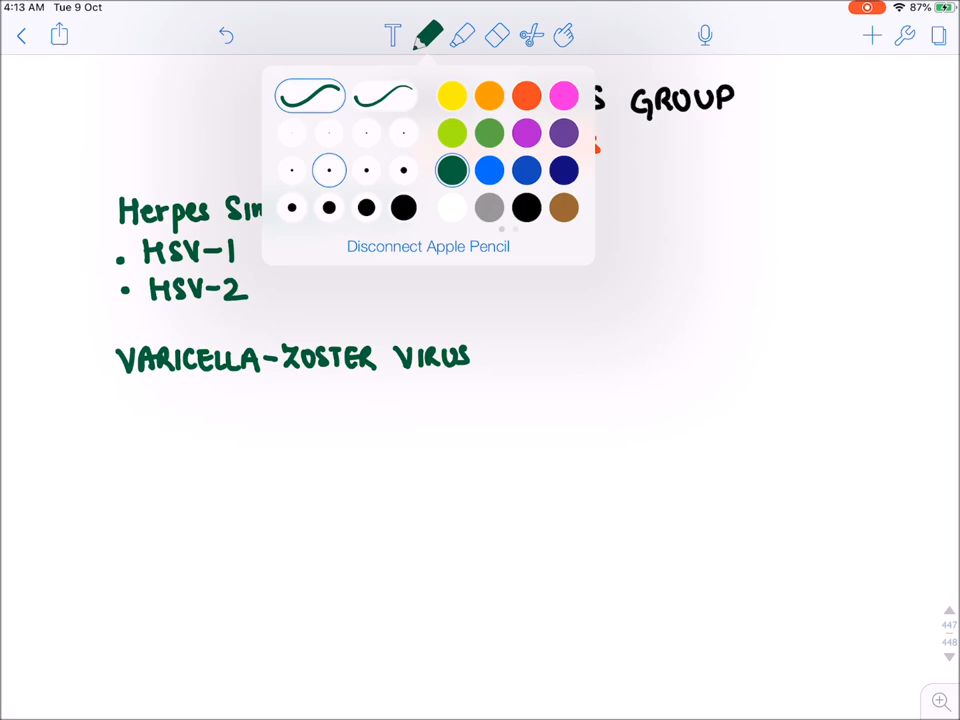 4:13 AM Tue 9 Oct 87%
T
GROUP
Herpes
• HSV-1
• HSV-2
Disconnect Apple Pencil
VARICELLA-ZOSTER VIRUS
447
448